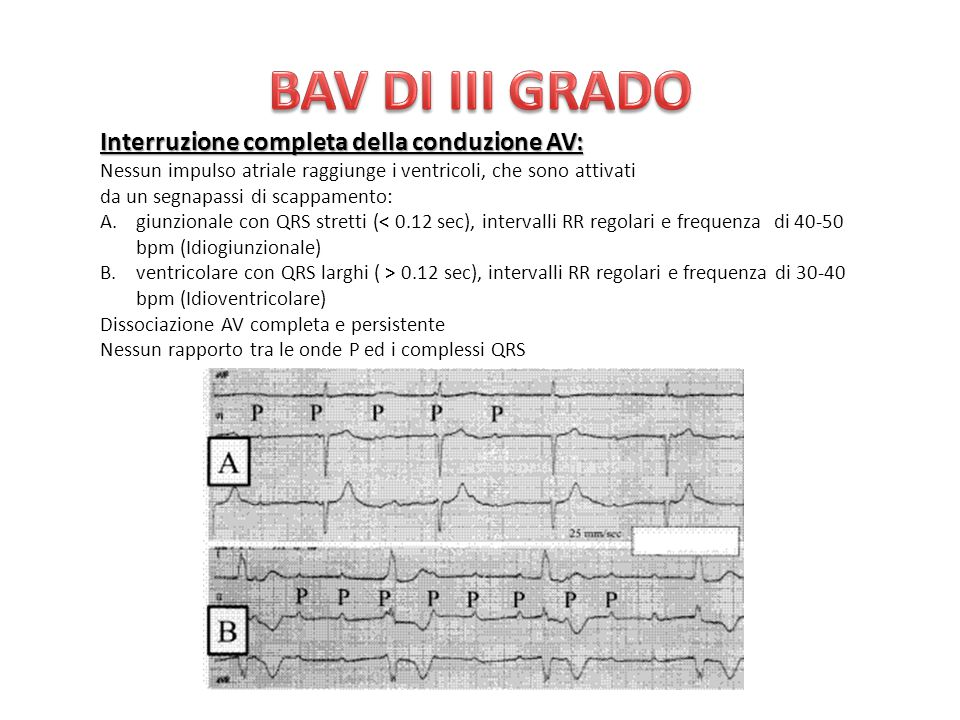 BAV DI III GRADO
Interruzione completa della conduzione AV:
Nessun impulso atriale raggiunge i ventricoli, che sono attivati
da un segnapassi di scappamento:
A. giunzionale con QRS stretti (< 0.12 sec), intervalli RR regolari e frequenza di 40-50
bpm (Idiogiunzionale)
B. ventricolare con QRS larghi ( > 0.12 sec), intervalli RR regolari e frequenza di 30-40
bpm (Idioventricolare)
Dissociazione AV completa e persistente
Nessun rapporto tra le onde P ed i complessi QRS
P P P P P
A
25 mm/sec
P P P P P P P P
B